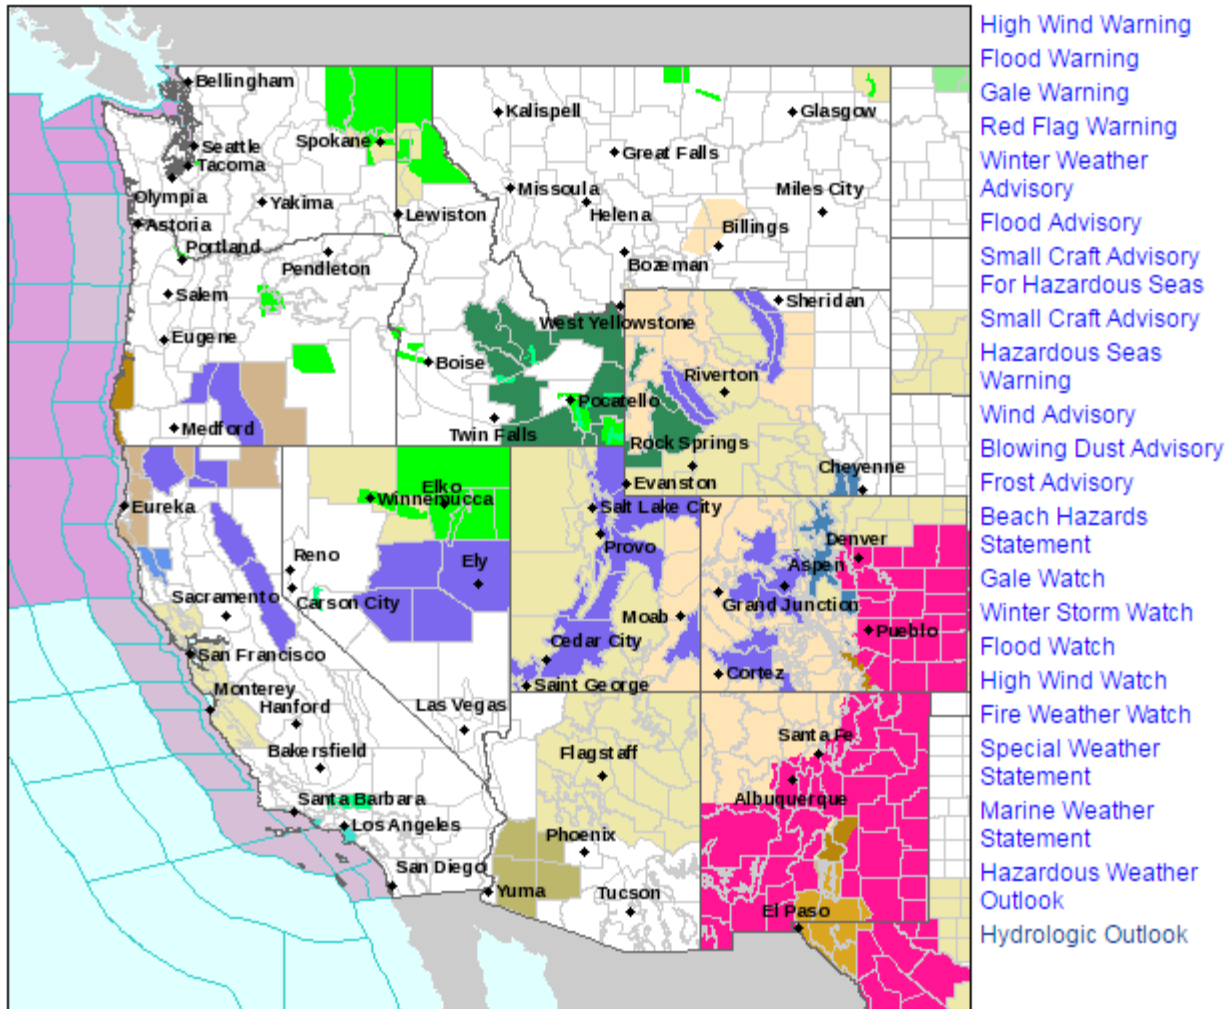 Bellingham
Kalispell
Glasgow
Spokane
Seattle
Great Falls
Tacoma
Missoula
Miles City
Olympia
Yakima
Lewiston
Helena
Astoria
Billings
Portland
Pendleton
Bozeman
Salem
Sheridan
West Yellowstone
Eugene
Boise
Riverton
Pocatello
Medford
Twin Falls
Rock Springs
Cheyenne
Elko
Evanston
Winnemucca
Eureka
Salt Lake City
Denver
Provo
Reno
Ely
Aspen
Sacramento
Carson City
Grand Junction
Moab
Pueblo
Cedar City
San Francisco
Cortez
Saint George
Monterey
Hanford
Las Vegas
Santa Fe
Bakersfield
Flagstaff
Santa Barbara
Albuquerque
Los Angeles
Phoenix
San Diego
Yuma
Tucson
El Paso
High Wind Warning
Flood Warning
Gale Warning
Red Flag Warning
Winter Weather
Advisory
Flood Advisory
Small Craft Advisory
For Hazardous Seas
Small Craft Advisory
Hazardous Seas
Warning
Wind Advisory
Blowing Dust Advisory
Frost Advisory
Beach Hazards
Statement
Gale Watch
Winter Storm Watch
Flood Watch
High Wind Watch
Fire Weather Watch
Special Weather
Statement
Marine Weather
Statement
Hazardous Weather
Outlook
Hydrologic Outlook